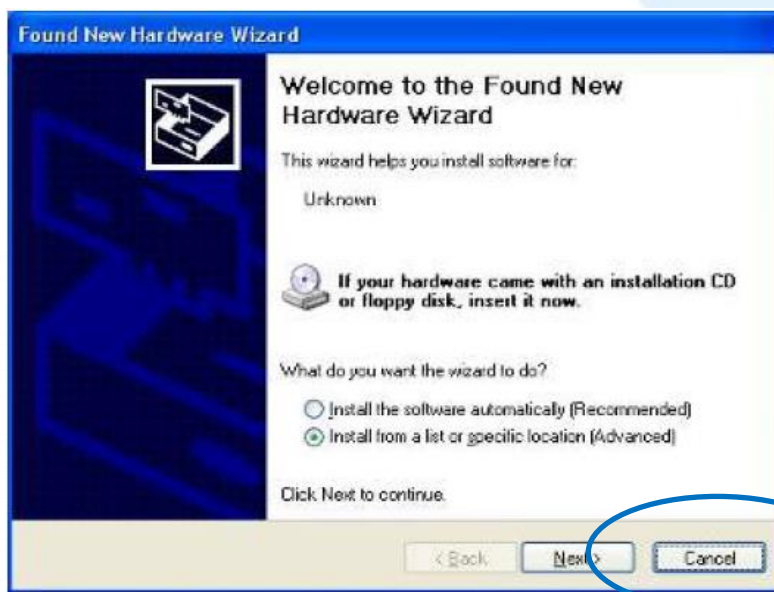 Found New Hardware Wizard
Welcome to the Found New
Hardware Wizard
This wizard helps you install software for:
Unknown
If your hardware came with an installation CD
or floppy disk, insert it now.
What do you want the wizard to do?
Install the software automatically (Recommended)
Install from a list or specific location (Advanced)
Click Next to continue.
< Back Next > Cancel